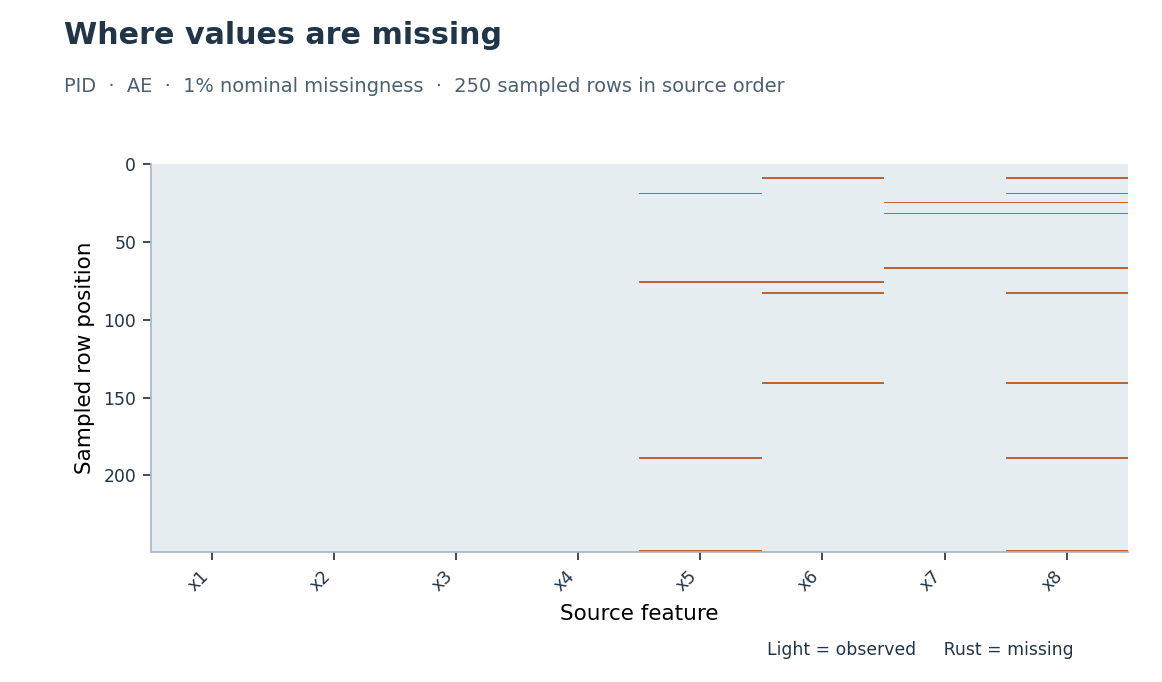 Where values are missing
PID · AE · 1% nominal missingness · 250 sampled rows in source order
0
50
100
150
200
Sampled row position
x1 x2 x3 x4 x5 x6 x7 x8
Source feature
Light = observed Rust = missing